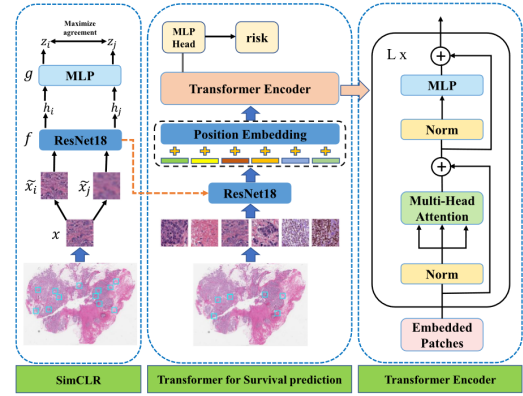 Maximize
agreement
z_i z_j
g MLP
h_i h_j
f ResNet18
x̃_i x̃_j
x
SimCLR
MLP
Head
risk
Transformer Encoder
Position Embedding
ResNet18
Transformer for Survival prediction
L x
MLP
Norm
Multi-Head
Attention
Norm
Embedded
Patches
Transformer Encoder